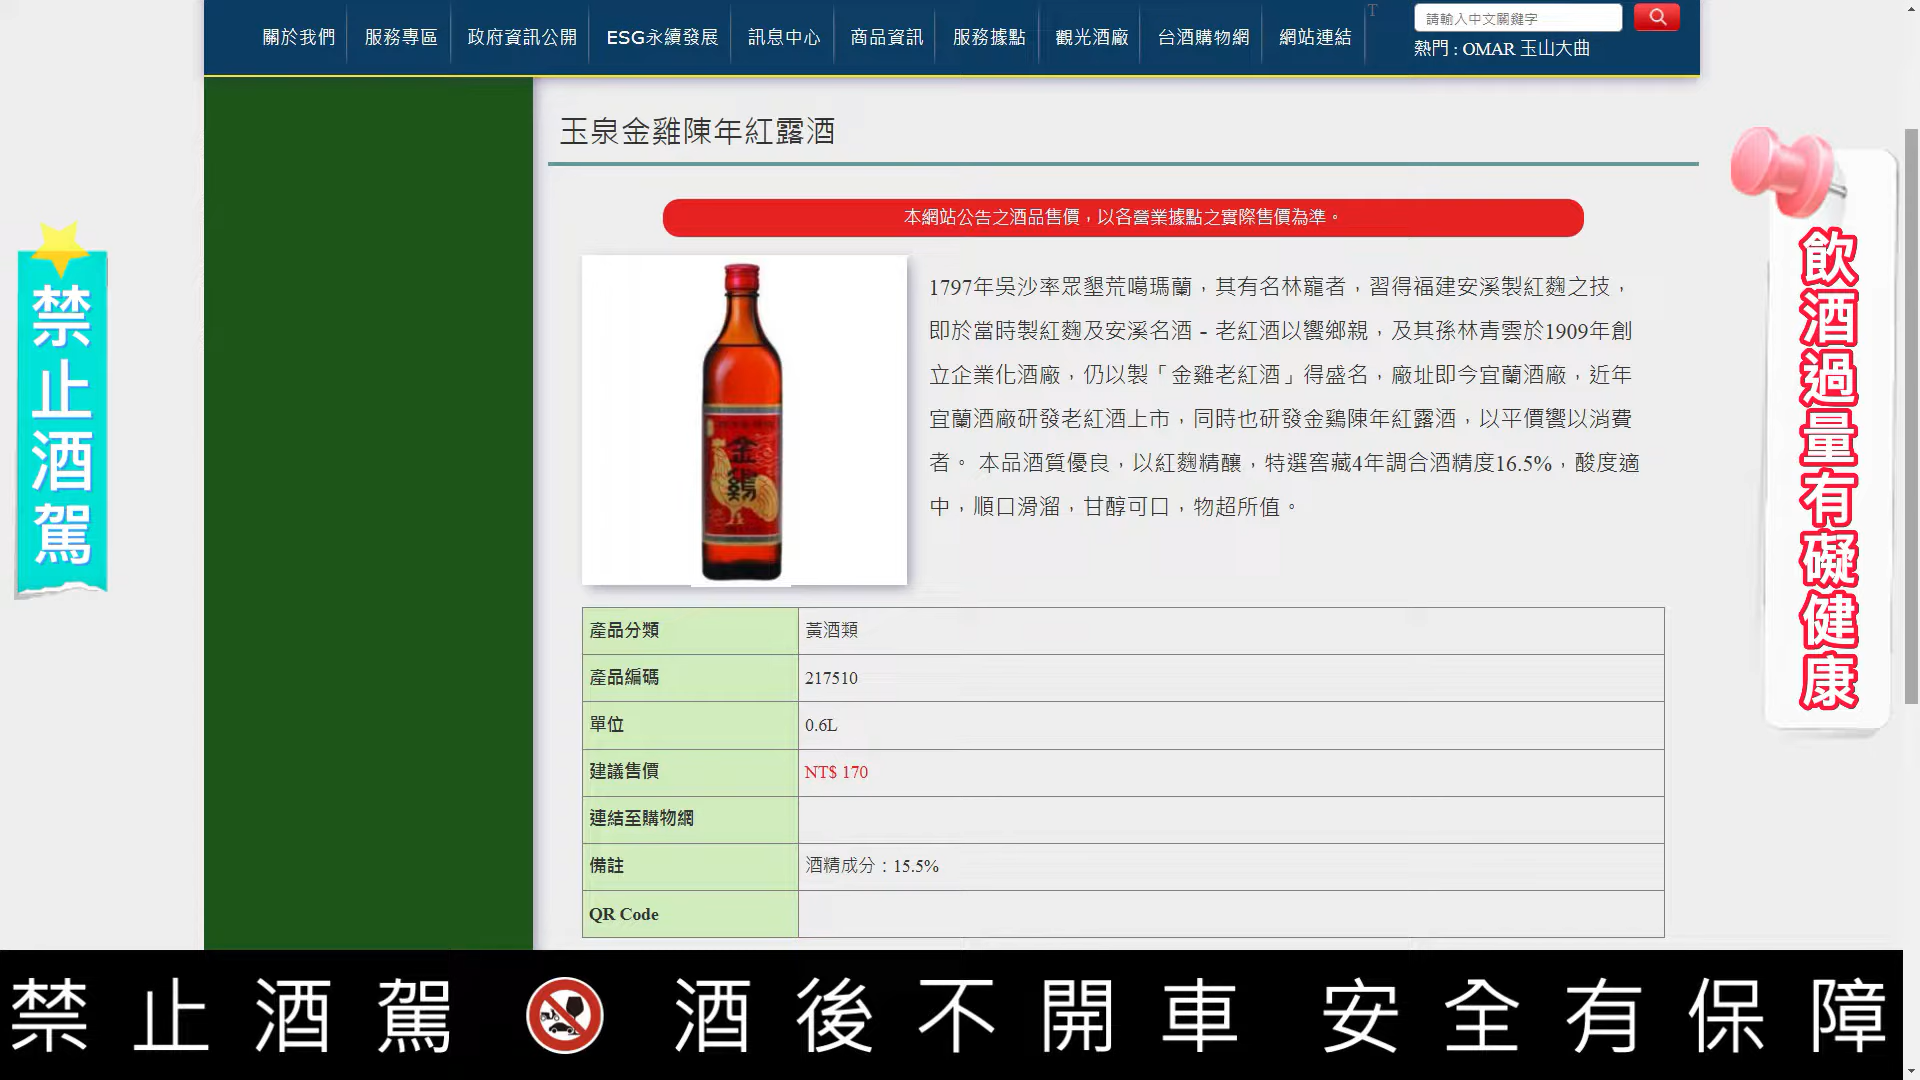 關於我們 服務專區 政府資訊公開 ESG永續發展 訊息中心 商品資訊 服務據點 觀光酒廠 台酒購物網 網站連結 T
請輸入中文關鍵字
熱門 : OMAR 玉山大曲
玉泉金雞陳年紅露酒
本網站公告之酒品售價，以各營業據點之實際售價為準。
金鷄
1797年吳沙率眾墾荒噶瑪蘭，其有名林寵者，習得福建安溪製紅麴之技，
即於當時製紅麴及安溪名酒－老紅酒以饗鄉親，及其孫林青雲於1909年創
立企業化酒廠，仍以製「金雞老紅酒」得盛名，廠址即今宜蘭酒廠，近年
宜蘭酒廠研發老紅酒上市，同時也研發金鷄陳年紅露酒，以平價饗以消費
者。 本品酒質優良，以紅麴精釀，特選窖藏4年調合酒精度16.5%，酸度適
中，順口滑溜，甘醇可口，物超所值。
產品分類 黃酒類
產品編碼 217510
單位 0.6L
建議售價 NT$ 170
連結至購物網
備註 酒精成分：15.5%
QR Code
禁止酒駕
飲酒過量有礙健康
禁止酒駕 酒後不開車 安全有保障